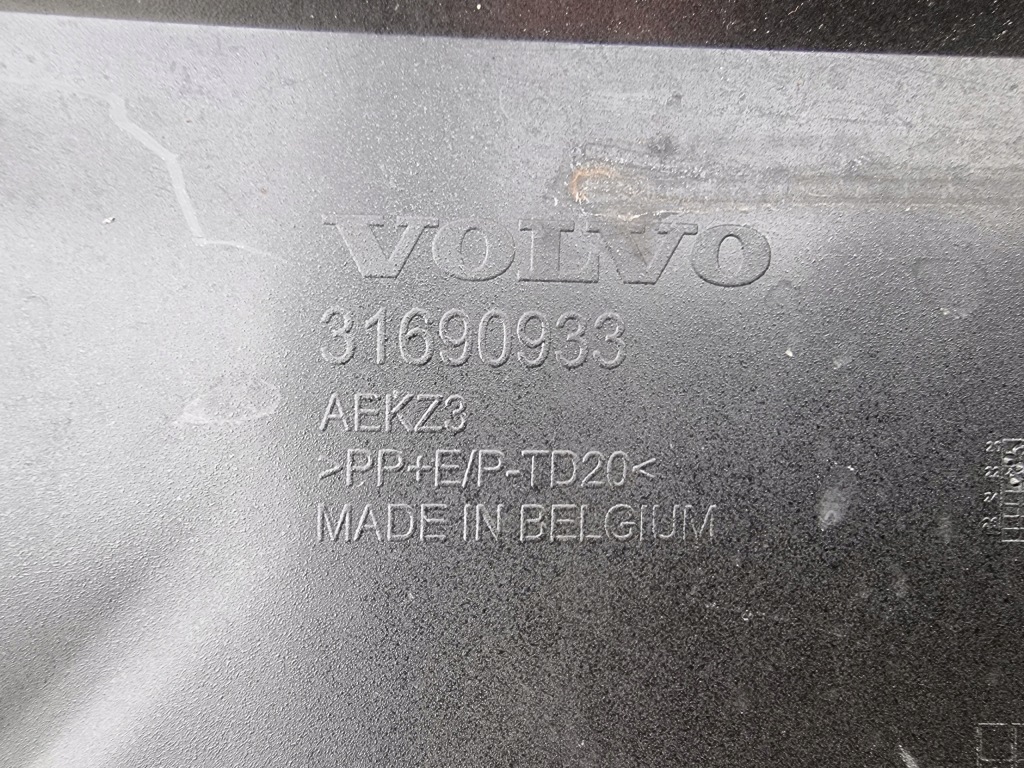 VOLVO
31690933
AEKZ3
>PP+E/P-TD20<
MADE IN BELGIUM